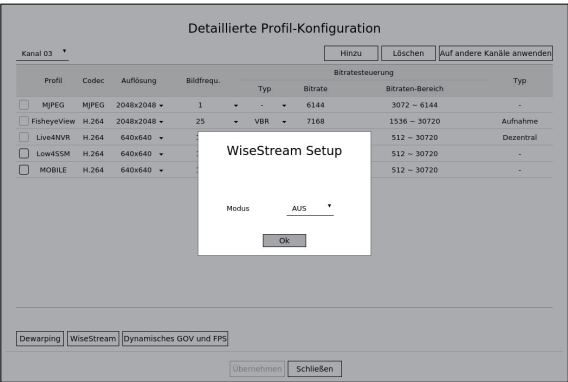 Detaillierte Profil-Konfiguration
Kanal 03
Hinzu Löschen Auf andere Kanäle anwenden
Profil Codec Auflösung Bildfrequ. Bitratesteuerung Typ
Typ Bitrate Bitraten-Bereich
MJPEG MJPEG 2048x2048 1 - 6144 3072 ~ 6144 -
FisheyeView H.264 2048x2048 25 VBR 7168 1536 ~ 30720 Aufnahme
Live4NVR H.264 640x640 512 ~ 30720 Dezentral
Low4SSM H.264 640x640 512 ~ 30720 -
MOBILE H.264 640x640 512 ~ 30720 -
WiseStream Setup
Modus AUS
Ok
Dewarping WiseStream Dynamisches GOV und FPS
Übernehmen Schließen